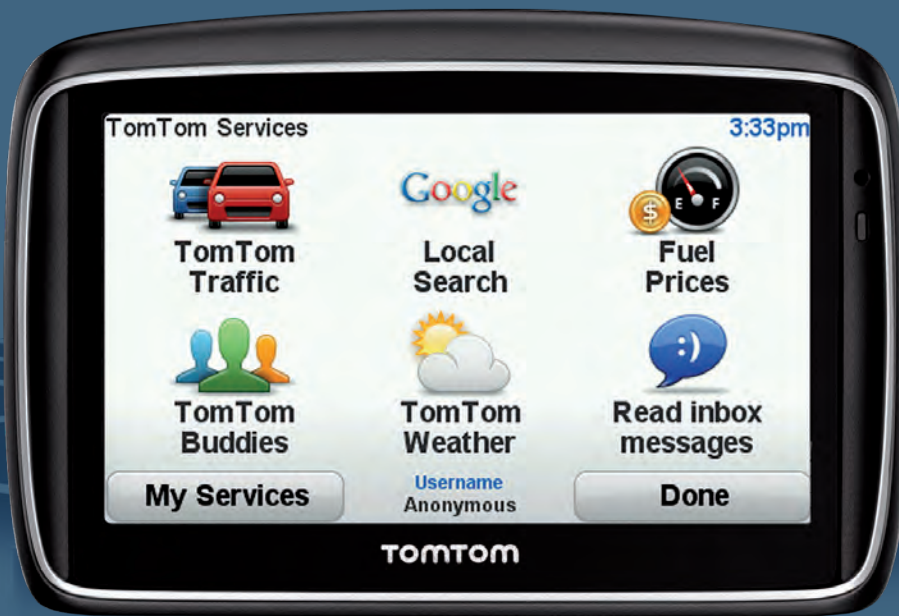 TomTom Services 3:33pm
Google
TomTom
Traffic
Local
Search
Fuel
Prices
E F
$
TomTom
Buddies
TomTom
Weather
:)
Read inbox
messages
My Services
Username
Anonymous
Done
TOMTOM